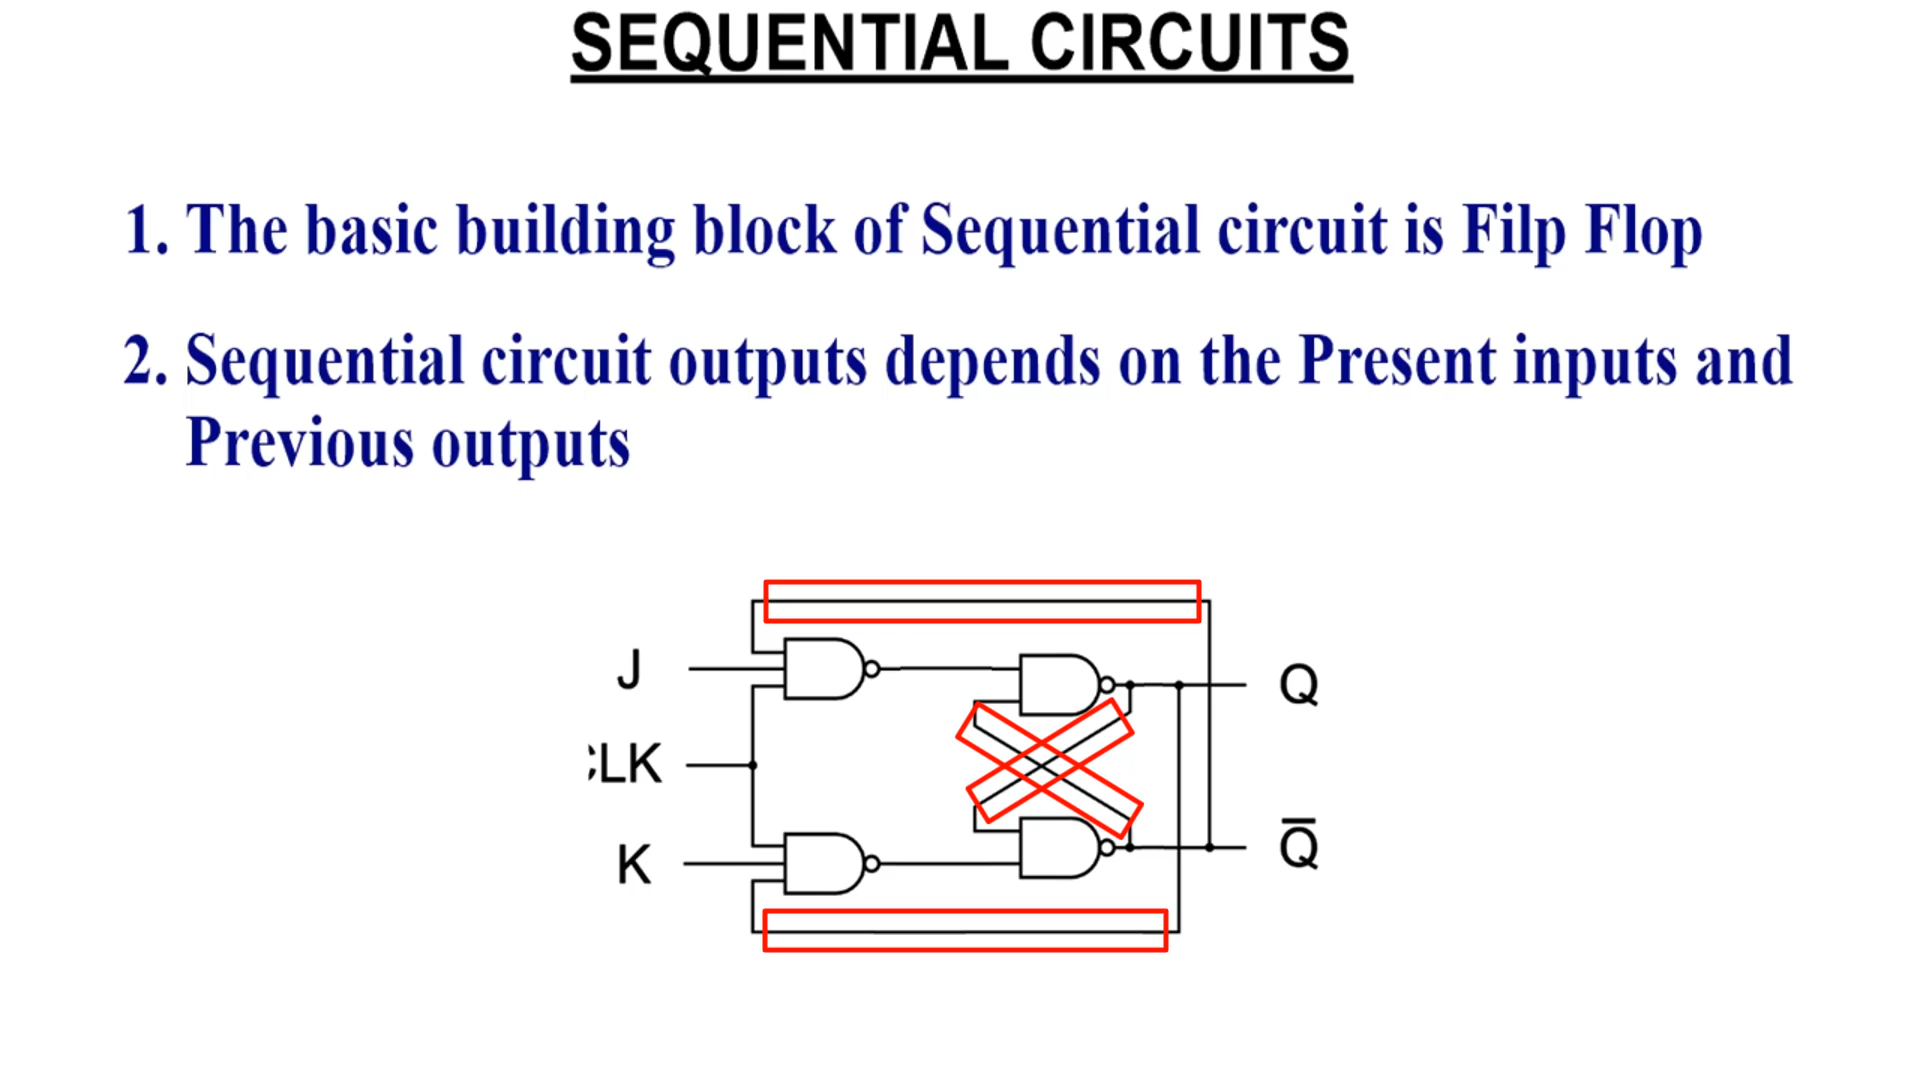 SEQUENTIAL CIRCUITS
1. The basic building block of Sequential circuit is Filp Flop
2. Sequential circuit outputs depends on the Present inputs and
Previous outputs
J
Q
LK
K
Q̅